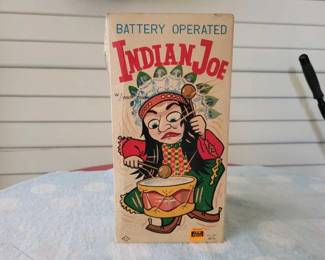 BATTERY OPERATED
INDIAN JOE